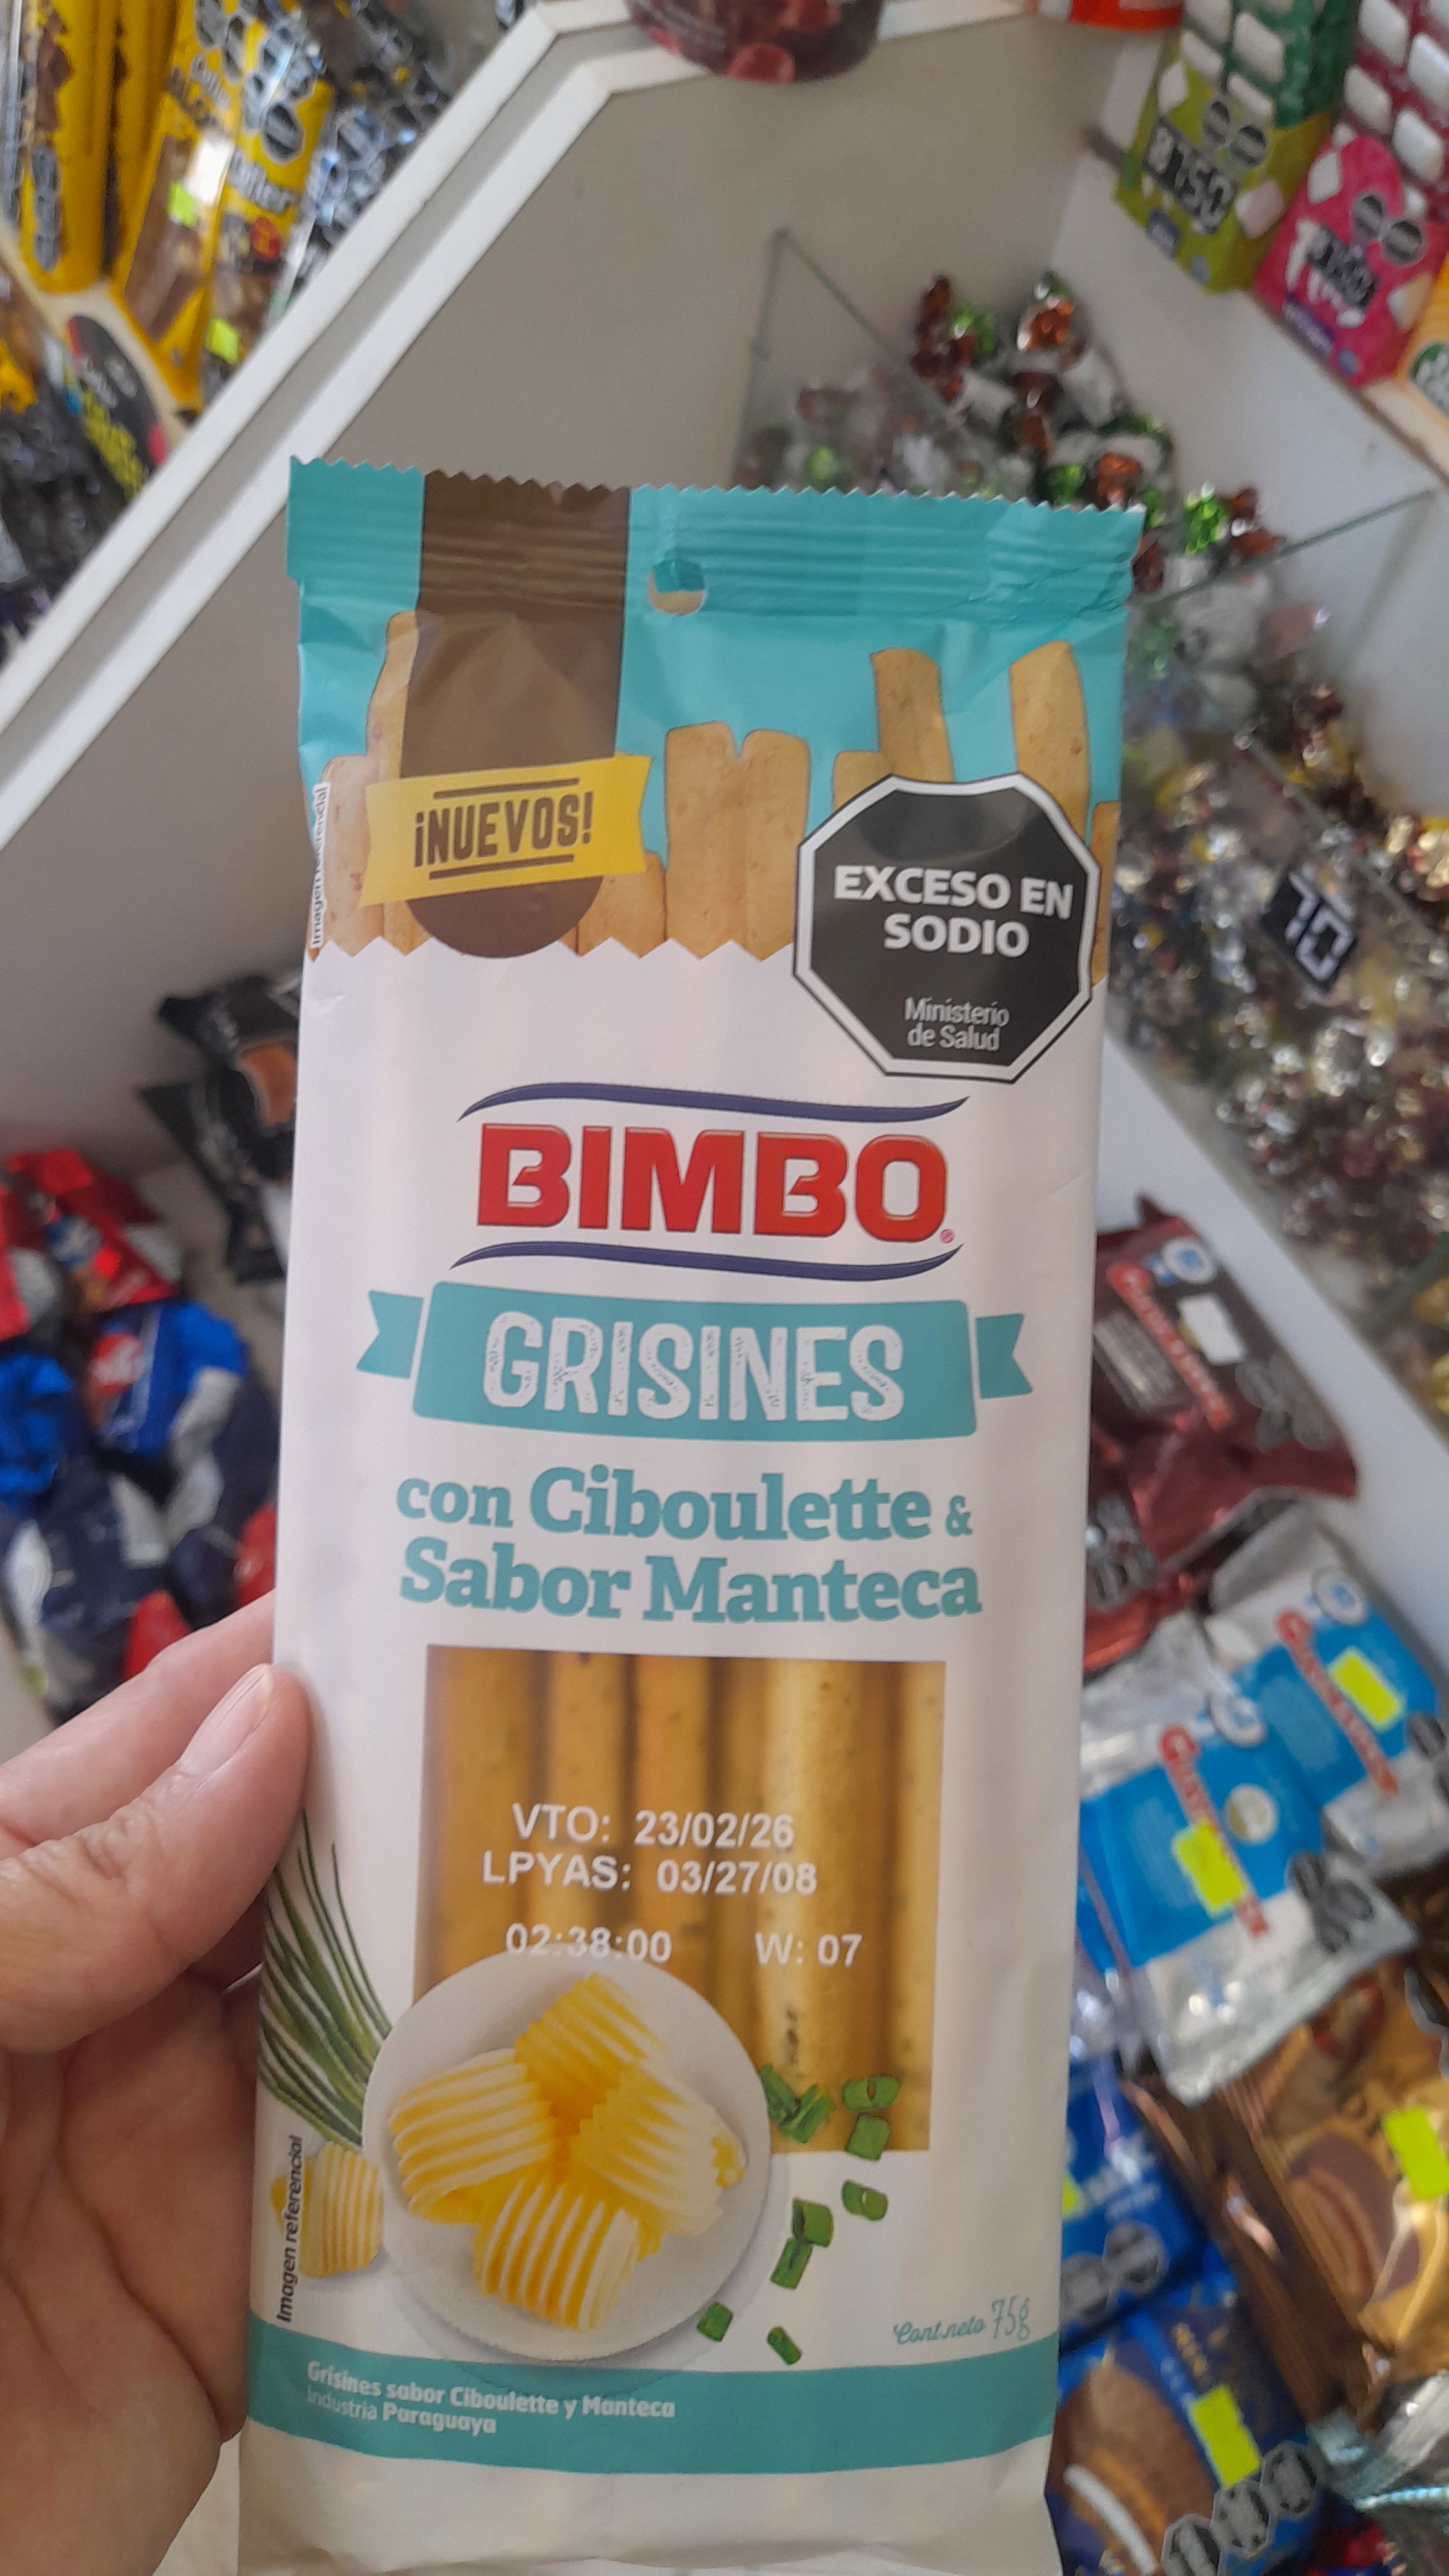 ¡NUEVOS!
Imagen referencial
EXCESO EN
SODIO
Ministerio
de Salud
BIMBO®
GRISINES
con Ciboulette &
Sabor Manteca
VTO: 23/02/26
LPYAS: 03/27/08
02:38:00 W: 07
Imagen referencial
Cont.neto 75g
Grisines sabor Ciboulette y Manteca
Industria Paraguaya
70